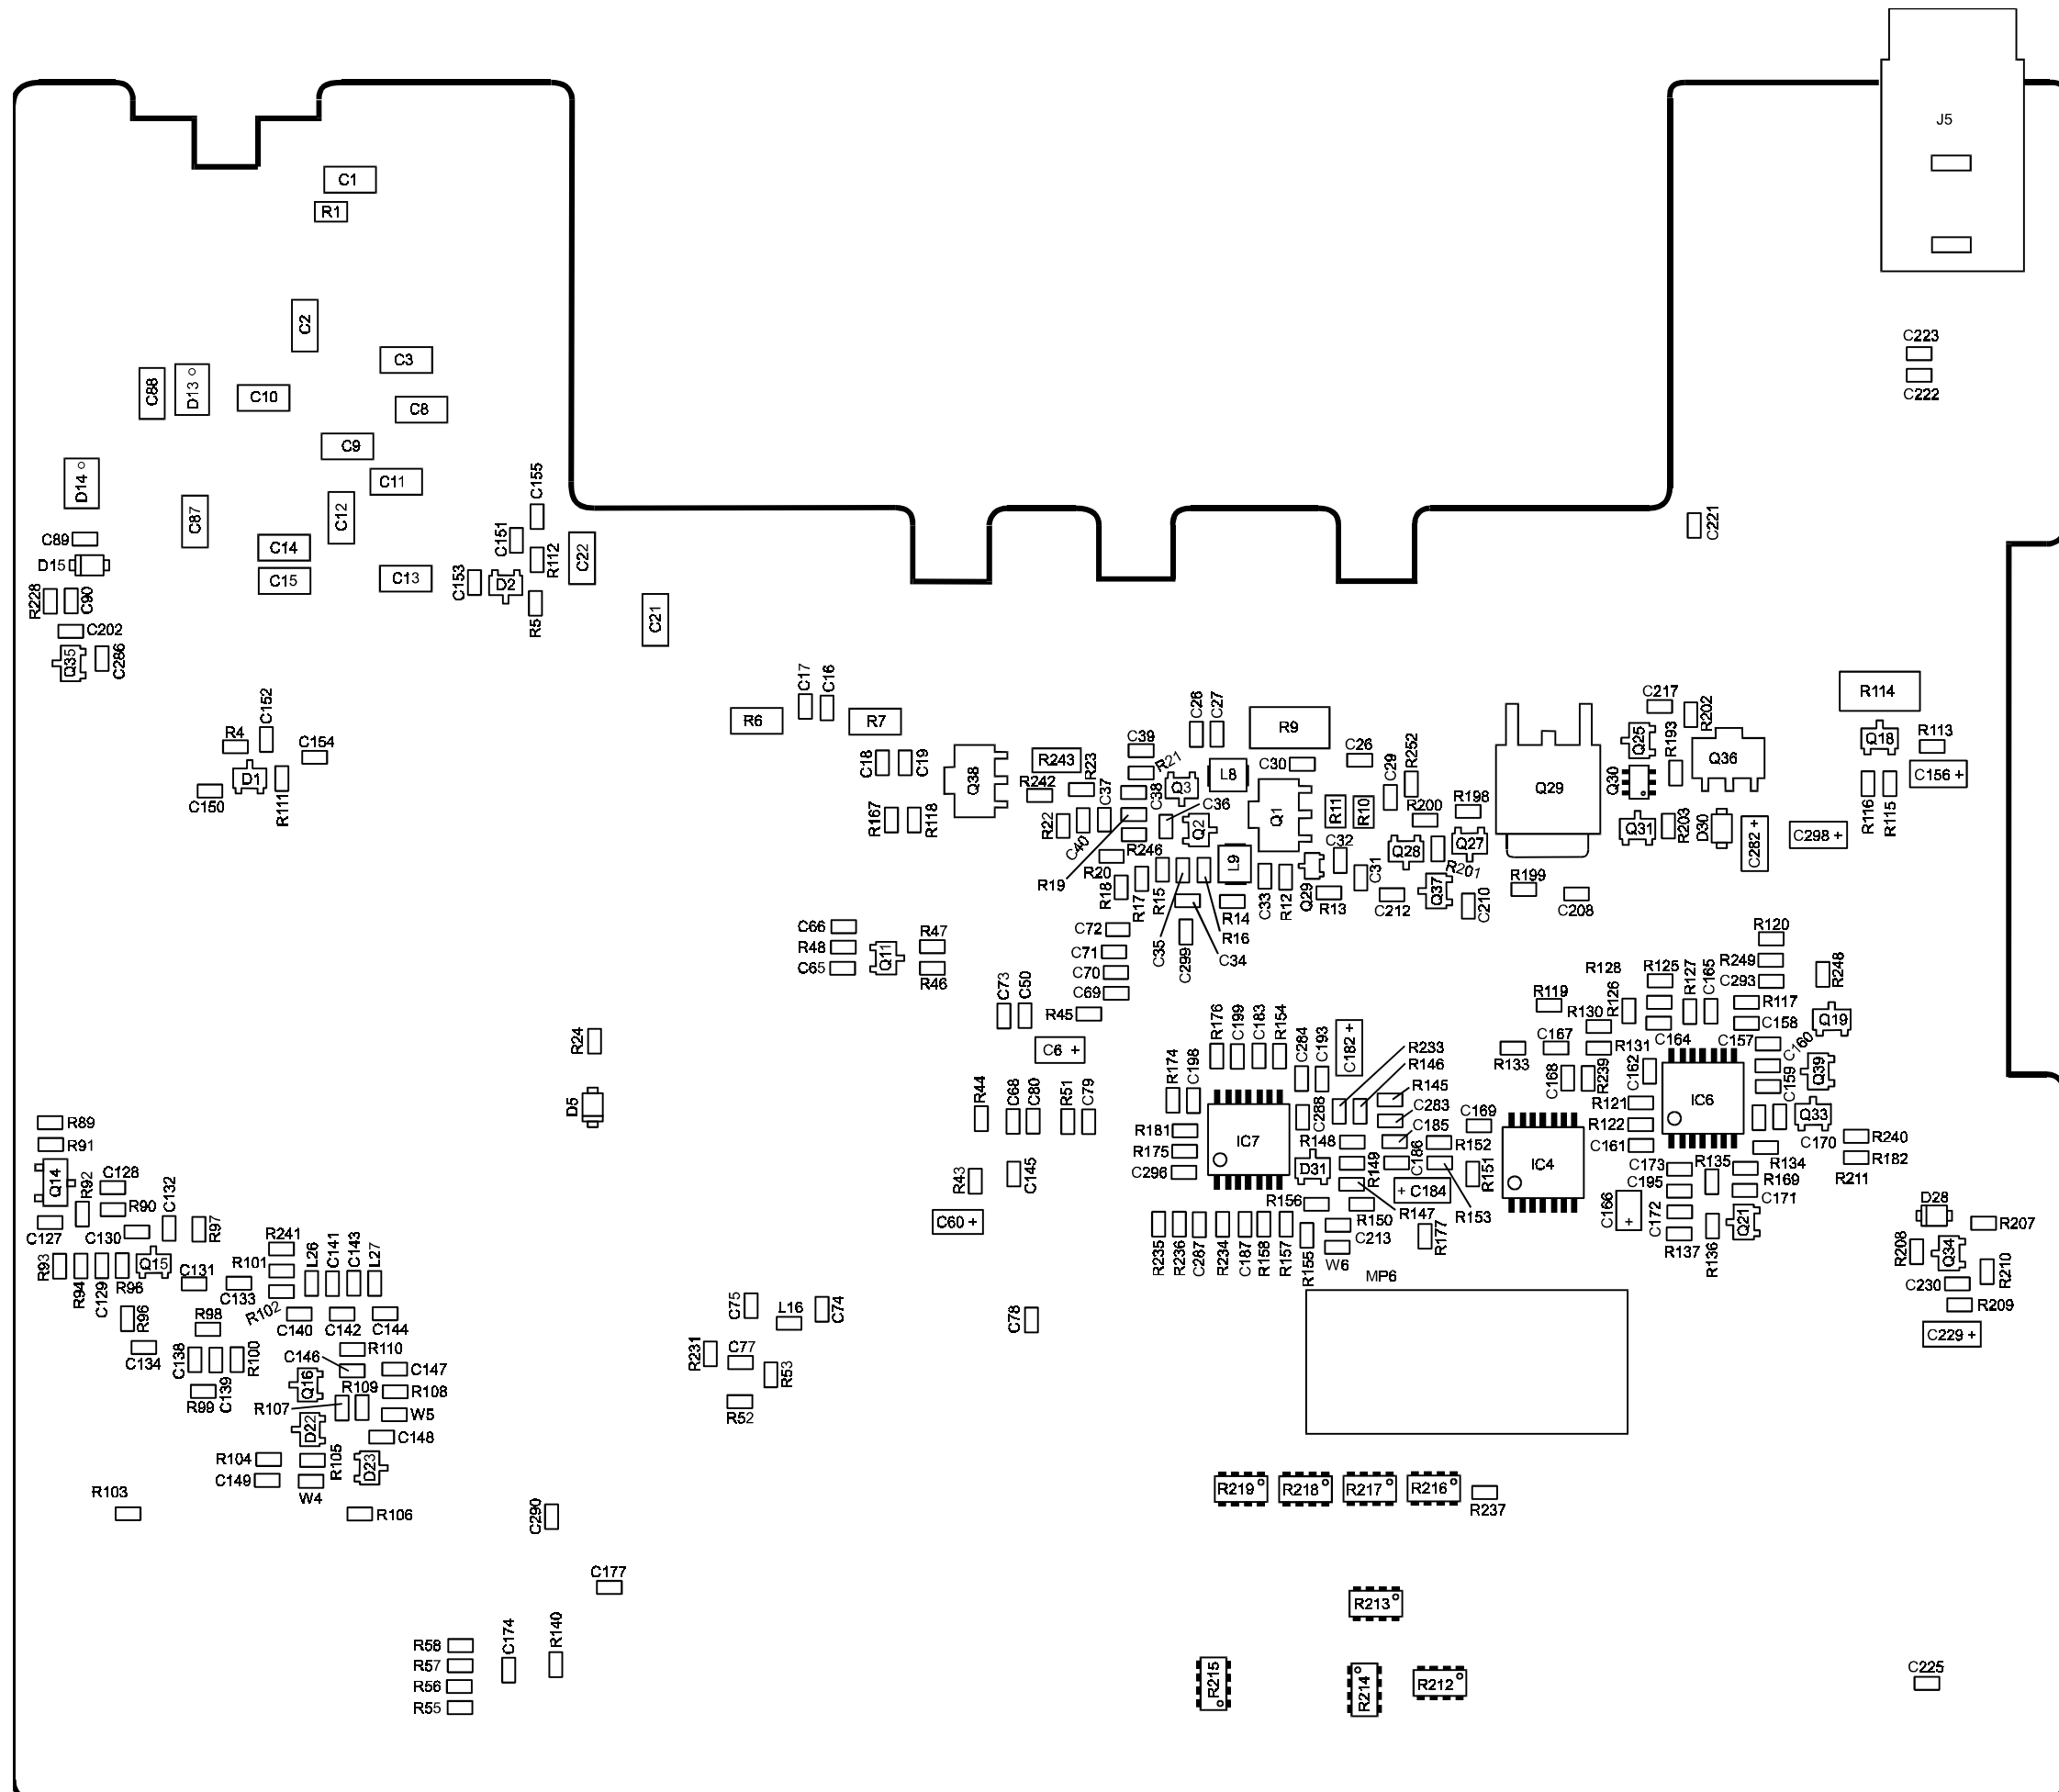 J5
C1
R1
C2
C223
C3
C88
D13
C10
C8
C222
C9
D14
C11
C155
C87
C12
C151
C221
C89
C14
R112
C22
D15
C15
C13
C153
D2
R228
C90
R5
C21
C202
Q35
C286
C17
C16
R114
C152
R6
R7
C26
C27
R9
C217
R202
R4
C154
C39
R21
C26
R252
Q25
R193
Q18
R113
C18
C19
Q38
R243
R23
L8
C30
C29
Q36
C156 +
D1
R111
R242
C37
C38
Q3
C36
Q29
Q30
C150
R167
R118
R22
C40
Q2
Q1
R11
R10
R200
R198
R116
R115
Q31
R203
D30
C282 +
C298 +
R246
C32
Q28
Q27
R20
R19
R18
R17
R15
L9
C33
R12
Q29
R13
C31
R201
Q37
C212
C210
R199
C208
R14
C66
R48
C65
Q11
R47
R46
C72
C71
C70
C69
C35
C299
R16
C34
R120
R249
C293
R248
R128
R125
R127
C165
R24
C73
C50
R45
R119
R126
R130
R117
C158
Q19
C6 +
R176
C199
C183
R154
C284
C193
C182 +
R233
R146
R133
C167
R131
C164
C157
C160
R174
C198
C168
R239
C162
C159
Q39
D5
R44
C68
C80
R51
C79
R145
C283
C288
C169
R121
IC6
Q33
R89
R91
R181
IC7
R148
C185
R152
R122
C161
C170
R240
Q14
R92
C128
C132
R43
C145
R175
C296
D31
R149
C186
R151
IC4
C173
R135
R134
R182
R90
R97
+ C184
C195
R169
R211
C127
C130
C60 +
R156
R147
R153
C166
+
C172
C171
D28
R93
R94
C129
R96
Q15
R241
R101
L26
C141
C143
L27
R235
R236
C287
R234
C187
R158
R157
R155
R150
C213
W6
R177
R137
R136
Q21
R207
R208
Q34
R210
C131
C133
MP6
C230
R209
R96
R98
R102
C140
C142
C144
C75
L16
C74
C78
C229 +
C134
C138
C139
R100
C146
R110
C147
R231
C77
R53
R99
Q16
R109
R108
R107
W5
R52
D22
C148
R104
C149
R105
D23
W4
R103
R106
C290
R219
R218
R217
R216
R237
C177
R213
R58
R57
R56
R55
C174
R140
R215
R214
R212
C225